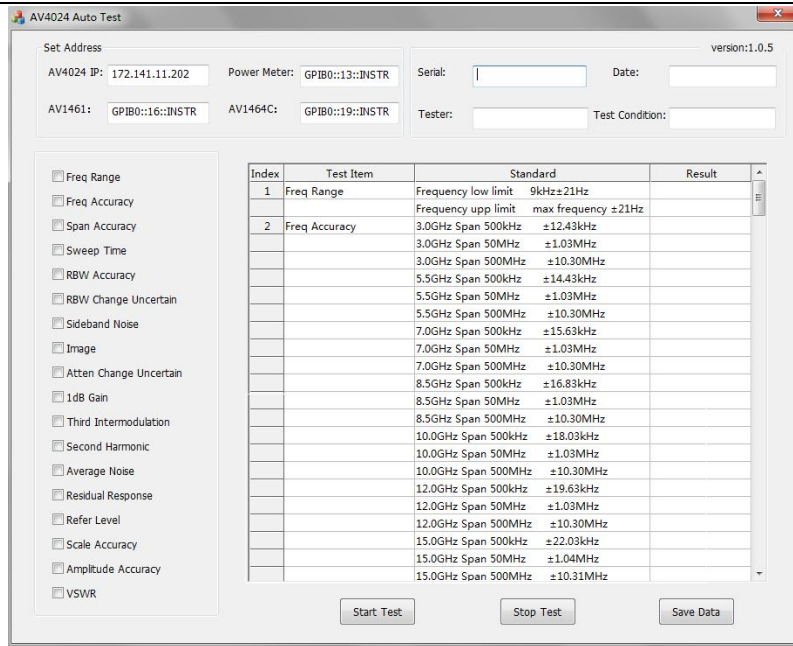 AV4024 Auto Test
Set Address
AV4024 IP: 172.141.11.202 Power Meter: GPIB0::13::INSTR
AV1461: GPIB0::16::INSTR AV1464C: GPIB0::19::INSTR
version:1.0.5
Serial: Date:
Tester: Test Condition:
Freq Range
Freq Accuracy
Span Accuracy
Sweep Time
RBW Accuracy
RBW Change Uncertain
Sideband Noise
Image
Atten Change Uncertain
1dB Gain
Third Intermodulation
Second Harmonic
Average Noise
Residual Response
Refer Level
Scale Accuracy
Amplitude Accuracy
VSWR
Index Test Item Standard Result
1 Freq Range Frequency low limit 9kHz±21Hz
Frequency upp limit max frequency ±21Hz
2 Freq Accuracy 3.0GHz Span 500kHz ±12.43kHz
3.0GHz Span 50MHz ±1.03MHz
3.0GHz Span 500MHz ±10.30MHz
5.5GHz Span 500kHz ±14.43kHz
5.5GHz Span 50MHz ±1.03MHz
5.5GHz Span 500MHz ±10.30MHz
7.0GHz Span 500kHz ±15.63kHz
7.0GHz Span 50MHz ±1.03MHz
7.0GHz Span 500MHz ±10.30MHz
8.5GHz Span 500kHz ±16.83kHz
8.5GHz Span 50MHz ±1.03MHz
8.5GHz Span 500MHz ±10.30MHz
10.0GHz Span 500kHz ±18.03kHz
10.0GHz Span 50MHz ±1.03MHz
10.0GHz Span 500MHz ±10.30MHz
12.0GHz Span 500kHz ±19.63kHz
12.0GHz Span 50MHz ±1.03MHz
12.0GHz Span 500MHz ±10.30MHz
15.0GHz Span 500kHz ±22.03kHz
15.0GHz Span 50MHz ±1.04MHz
15.0GHz Span 500MHz ±10.31MHz
Start Test Stop Test Save Data